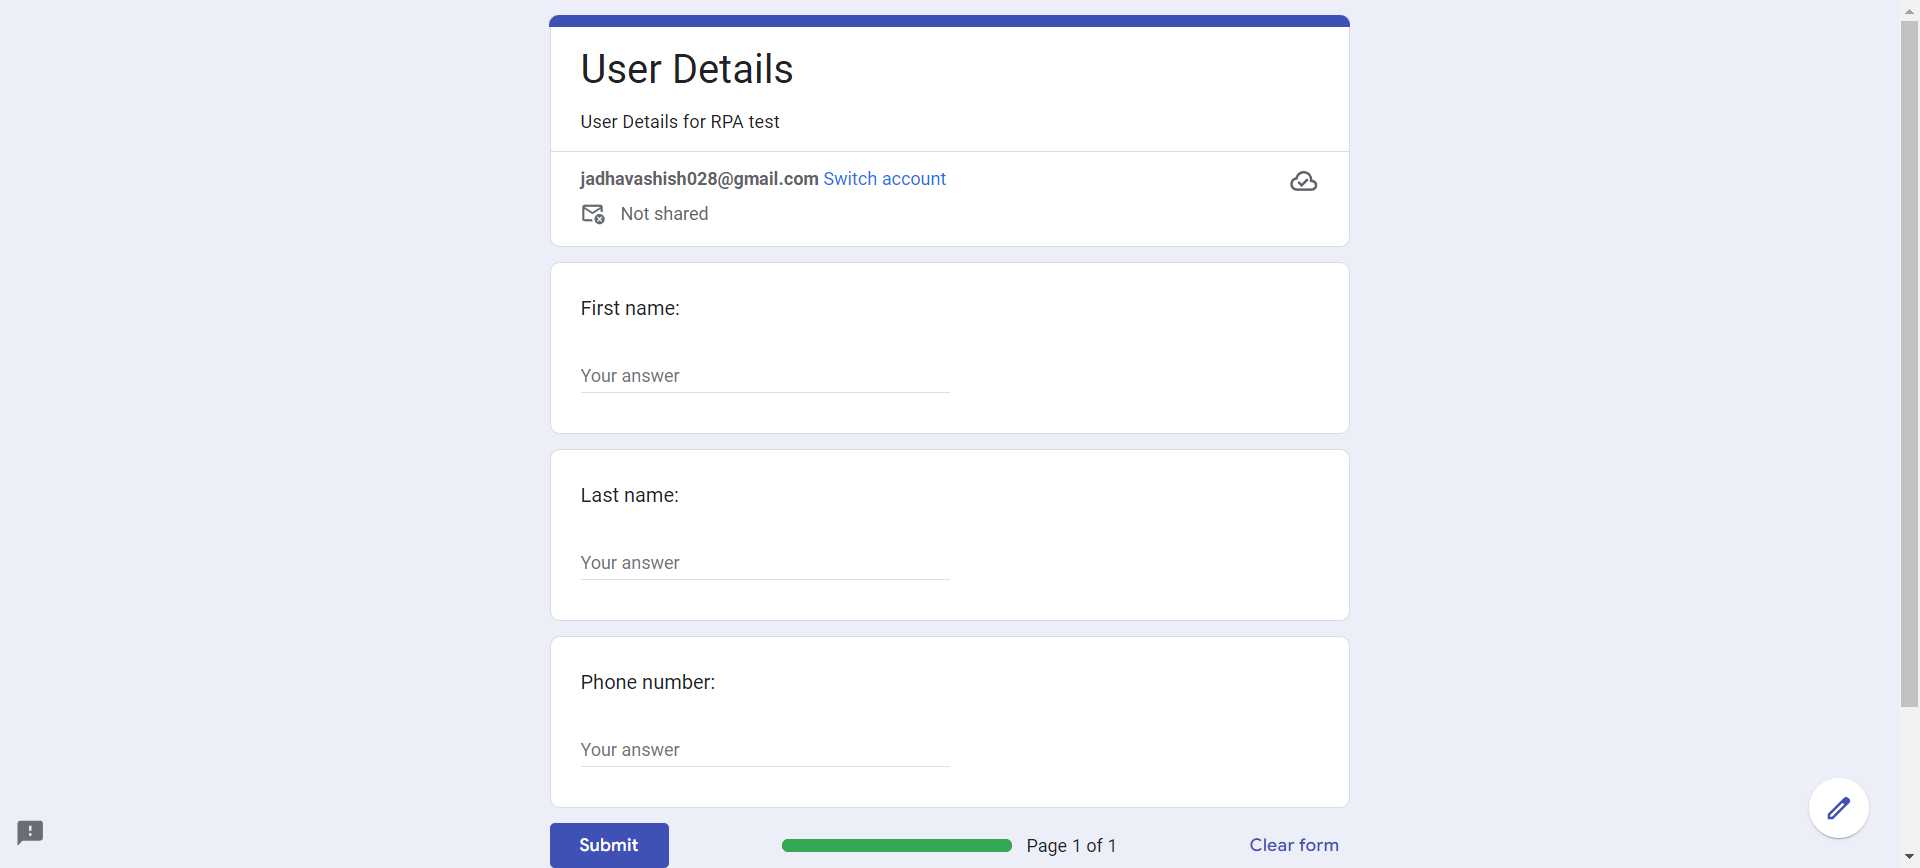 User Details
User Details for RPA test
jadhavashish028@gmail.com Switch account
Not shared
First name:
Your answer
Last name:
Your answer
Phone number:
Your answer
Submit
Page 1 of 1
Clear form